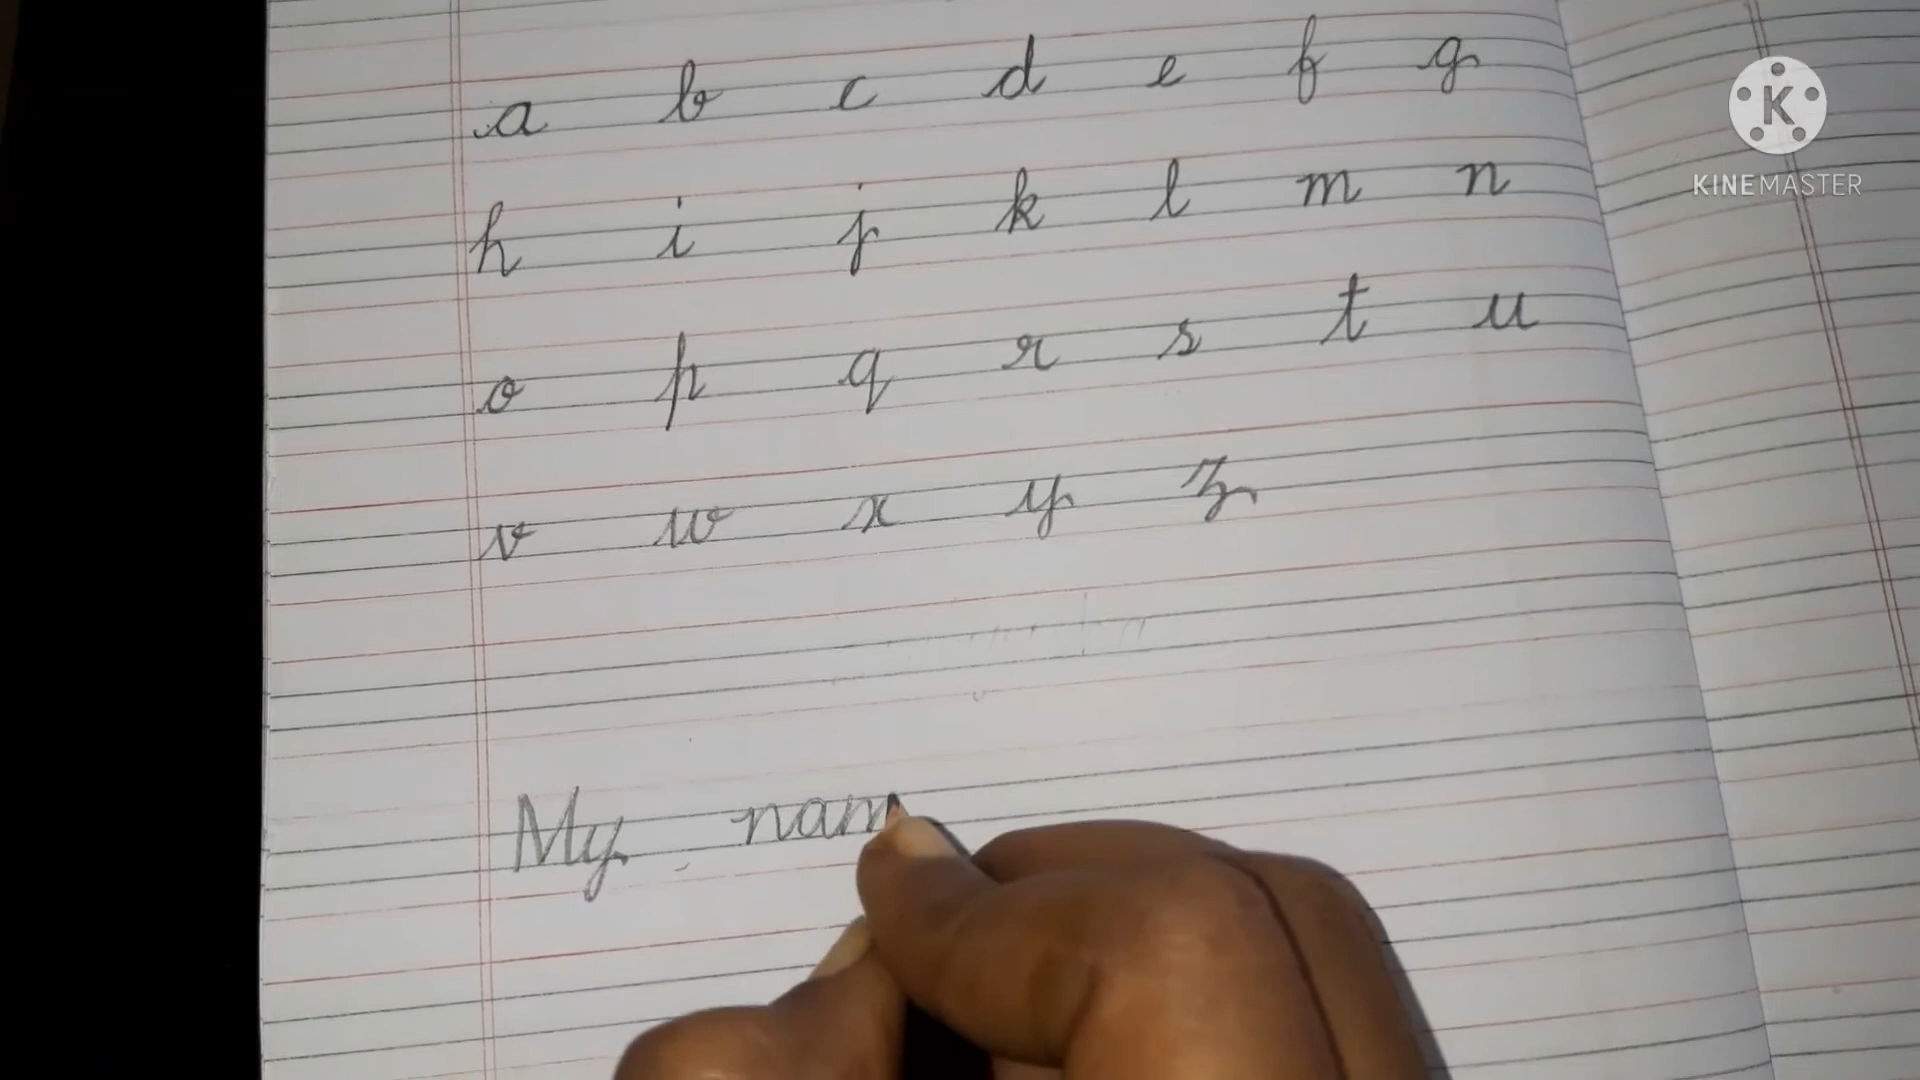 a b c d e f g
h i j k l m n
o p q r s t u
v w x y z
My nam
K
KINEMASTER